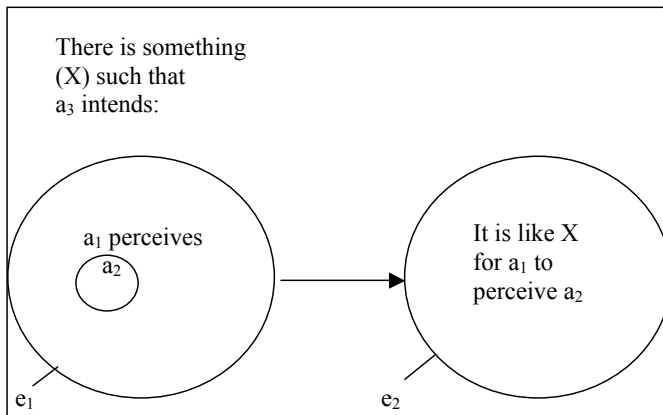 There is something
(X) such that
a₃ intends:
a₁ perceives
a₂
It is like X
for a₁ to
perceive a₂
e₁
e₂